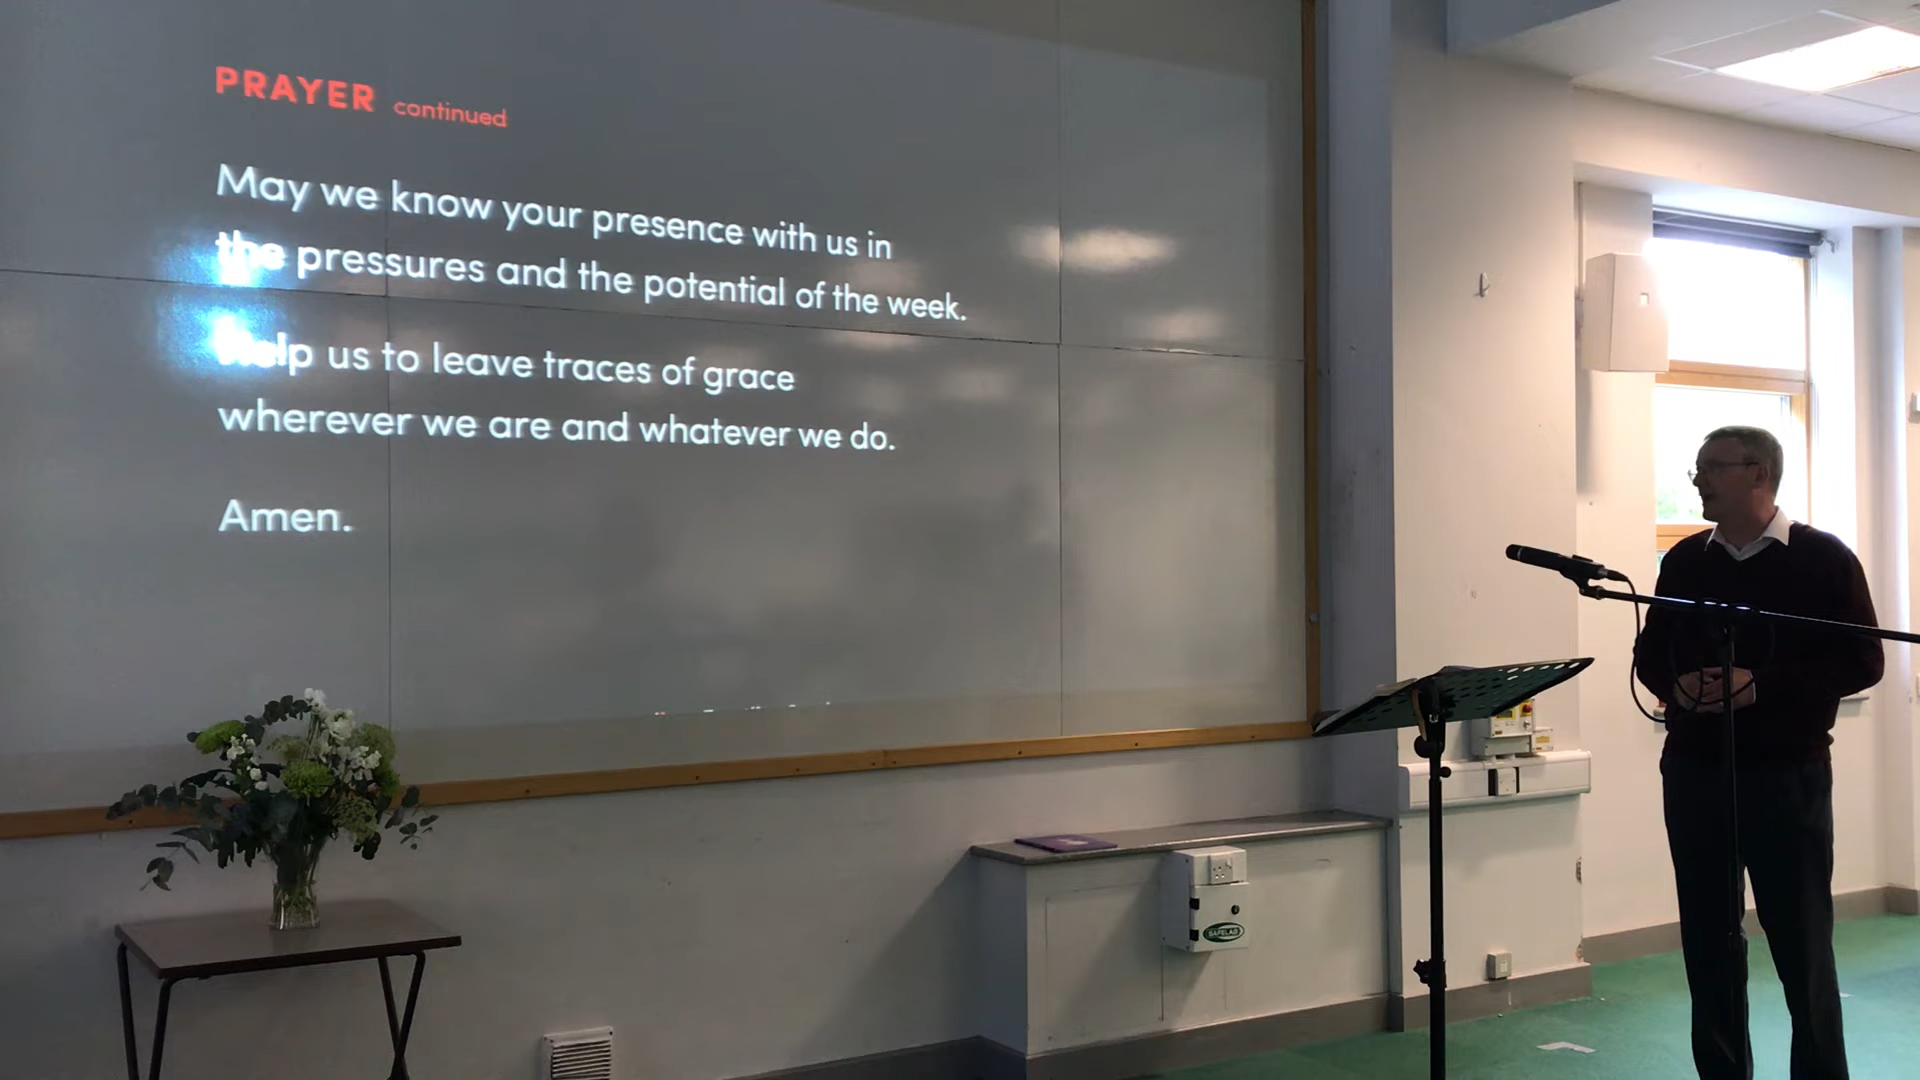 PRAYER continued
May we know your presence with us in
the pressures and the potential of the week.
Help us to leave traces of grace
wherever we are and whatever we do.
Amen.
SAFELAB